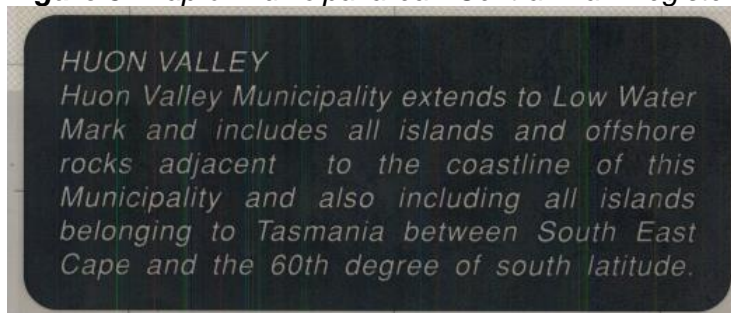 HUON VALLEY
Huon Valley Municipality extends to Low Water
Mark and includes all islands and offshore
rocks adjacent to the coastline of this
Municipality and also including all islands
belonging to Tasmania between South East
Cape and the 60th degree of south latitude.